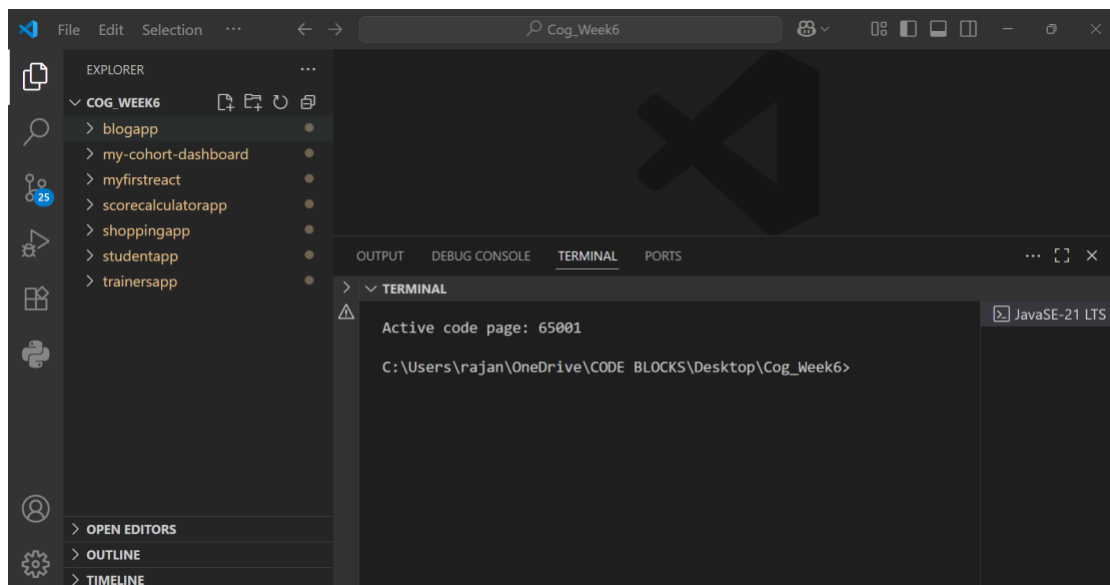 File Edit Selection ···
Cog_Week6
EXPLORER
COG_WEEK6
blogapp
my-cohort-dashboard
myfirstreact
scorecalculatorapp
shoppingapp
studentapp
trainersapp
25
OPEN EDITORS
OUTLINE
TIMELINE
OUTPUT DEBUG CONSOLE TERMINAL PORTS
TERMINAL
Active code page: 65001
C:\Users\rajan\OneDrive\CODE BLOCKS\Desktop\Cog_Week6>
JavaSE-21 LTS